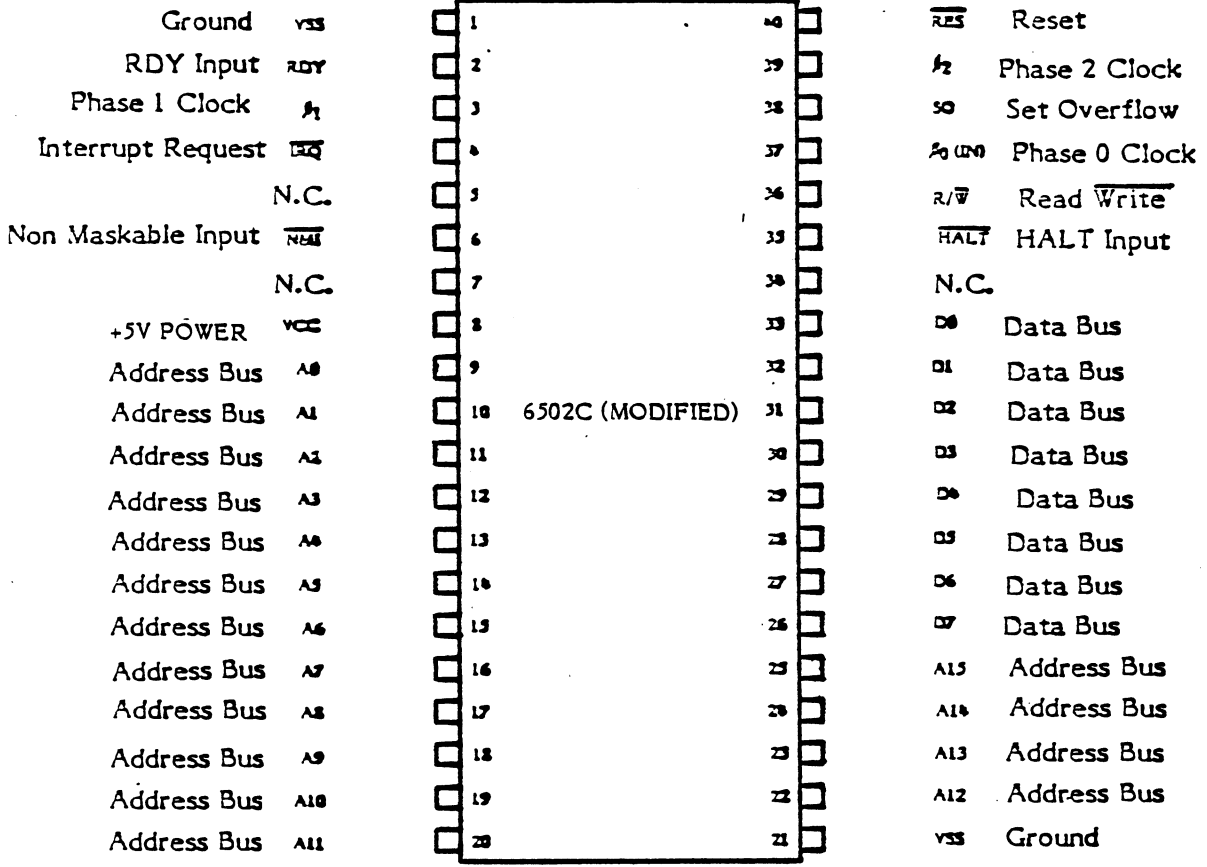 Ground VSS 1 40 RES Reset
RDY Input RDY 2 39 ϕ2 Phase 2 Clock
Phase 1 Clock ϕ1 3 38 SO Set Overflow
Interrupt Request IRQ 4 37 ϕ0 (IN) Phase 0 Clock
N.C. 5 36 R/W Read Write
Non Maskable Input NMI 6 35 HALT HALT Input
N.C. 7 34 N.C.
+5V POWER VCC 8 33 D0 Data Bus
Address Bus A0 9 32 D1 Data Bus
Address Bus A1 10 6502C (MODIFIED) 31 D2 Data Bus
Address Bus A2 11 30 D3 Data Bus
Address Bus A3 12 29 D4 Data Bus
Address Bus A4 13 28 D5 Data Bus
Address Bus A5 14 27 D6 Data Bus
Address Bus A6 15 26 D7 Data Bus
Address Bus A7 16 25 A15 Address Bus
Address Bus A8 17 24 A14 Address Bus
Address Bus A9 18 23 A13 Address Bus
Address Bus A10 19 22 A12 Address Bus
Address Bus A11 20 21 VSS Ground